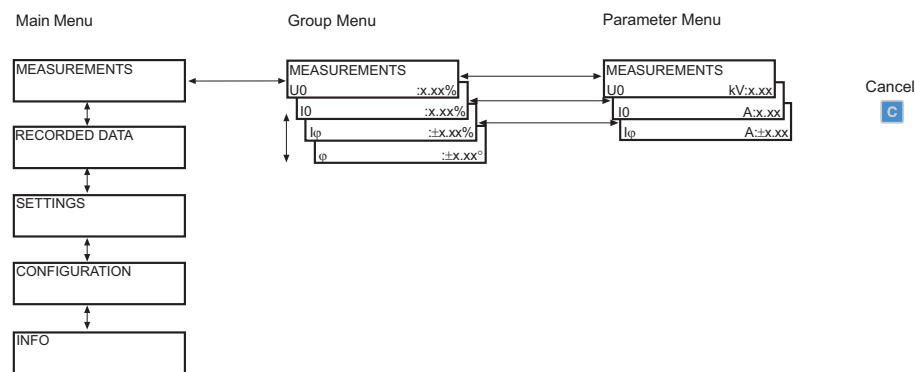 Main Menu
Group Menu
Parameter Menu
MEASUREMENTS
MEASUREMENTS
U0 :x.xx%
I0 :x.xx%
Iφ :±x.xx%
φ :±x.xx°
MEASUREMENTS
U0 kV:x.xx
I0 A:x.xx
Iφ A:±x.xx
Cancel
C
RECORDED DATA
SETTINGS
CONFIGURATION
INFO